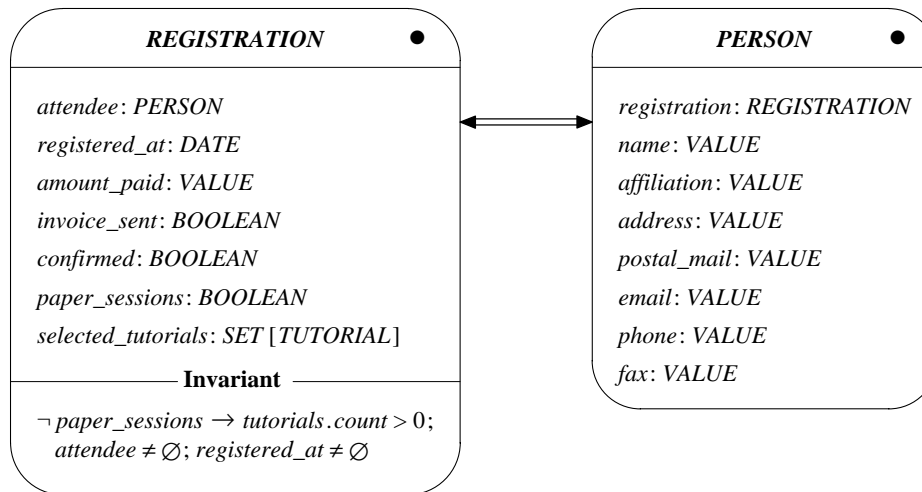 REGISTRATION ●
attendee: PERSON
registered_at: DATE
amount_paid: VALUE
invoice_sent: BOOLEAN
confirmed: BOOLEAN
paper_sessions: BOOLEAN
selected_tutorials: SET [TUTORIAL]
Invariant
¬ paper_sessions → tutorials.count > 0;
attendee ≠ ∅; registered_at ≠ ∅
PERSON ●
registration: REGISTRATION
name: VALUE
affiliation: VALUE
address: VALUE
postal_mail: VALUE
email: VALUE
phone: VALUE
fax: VALUE